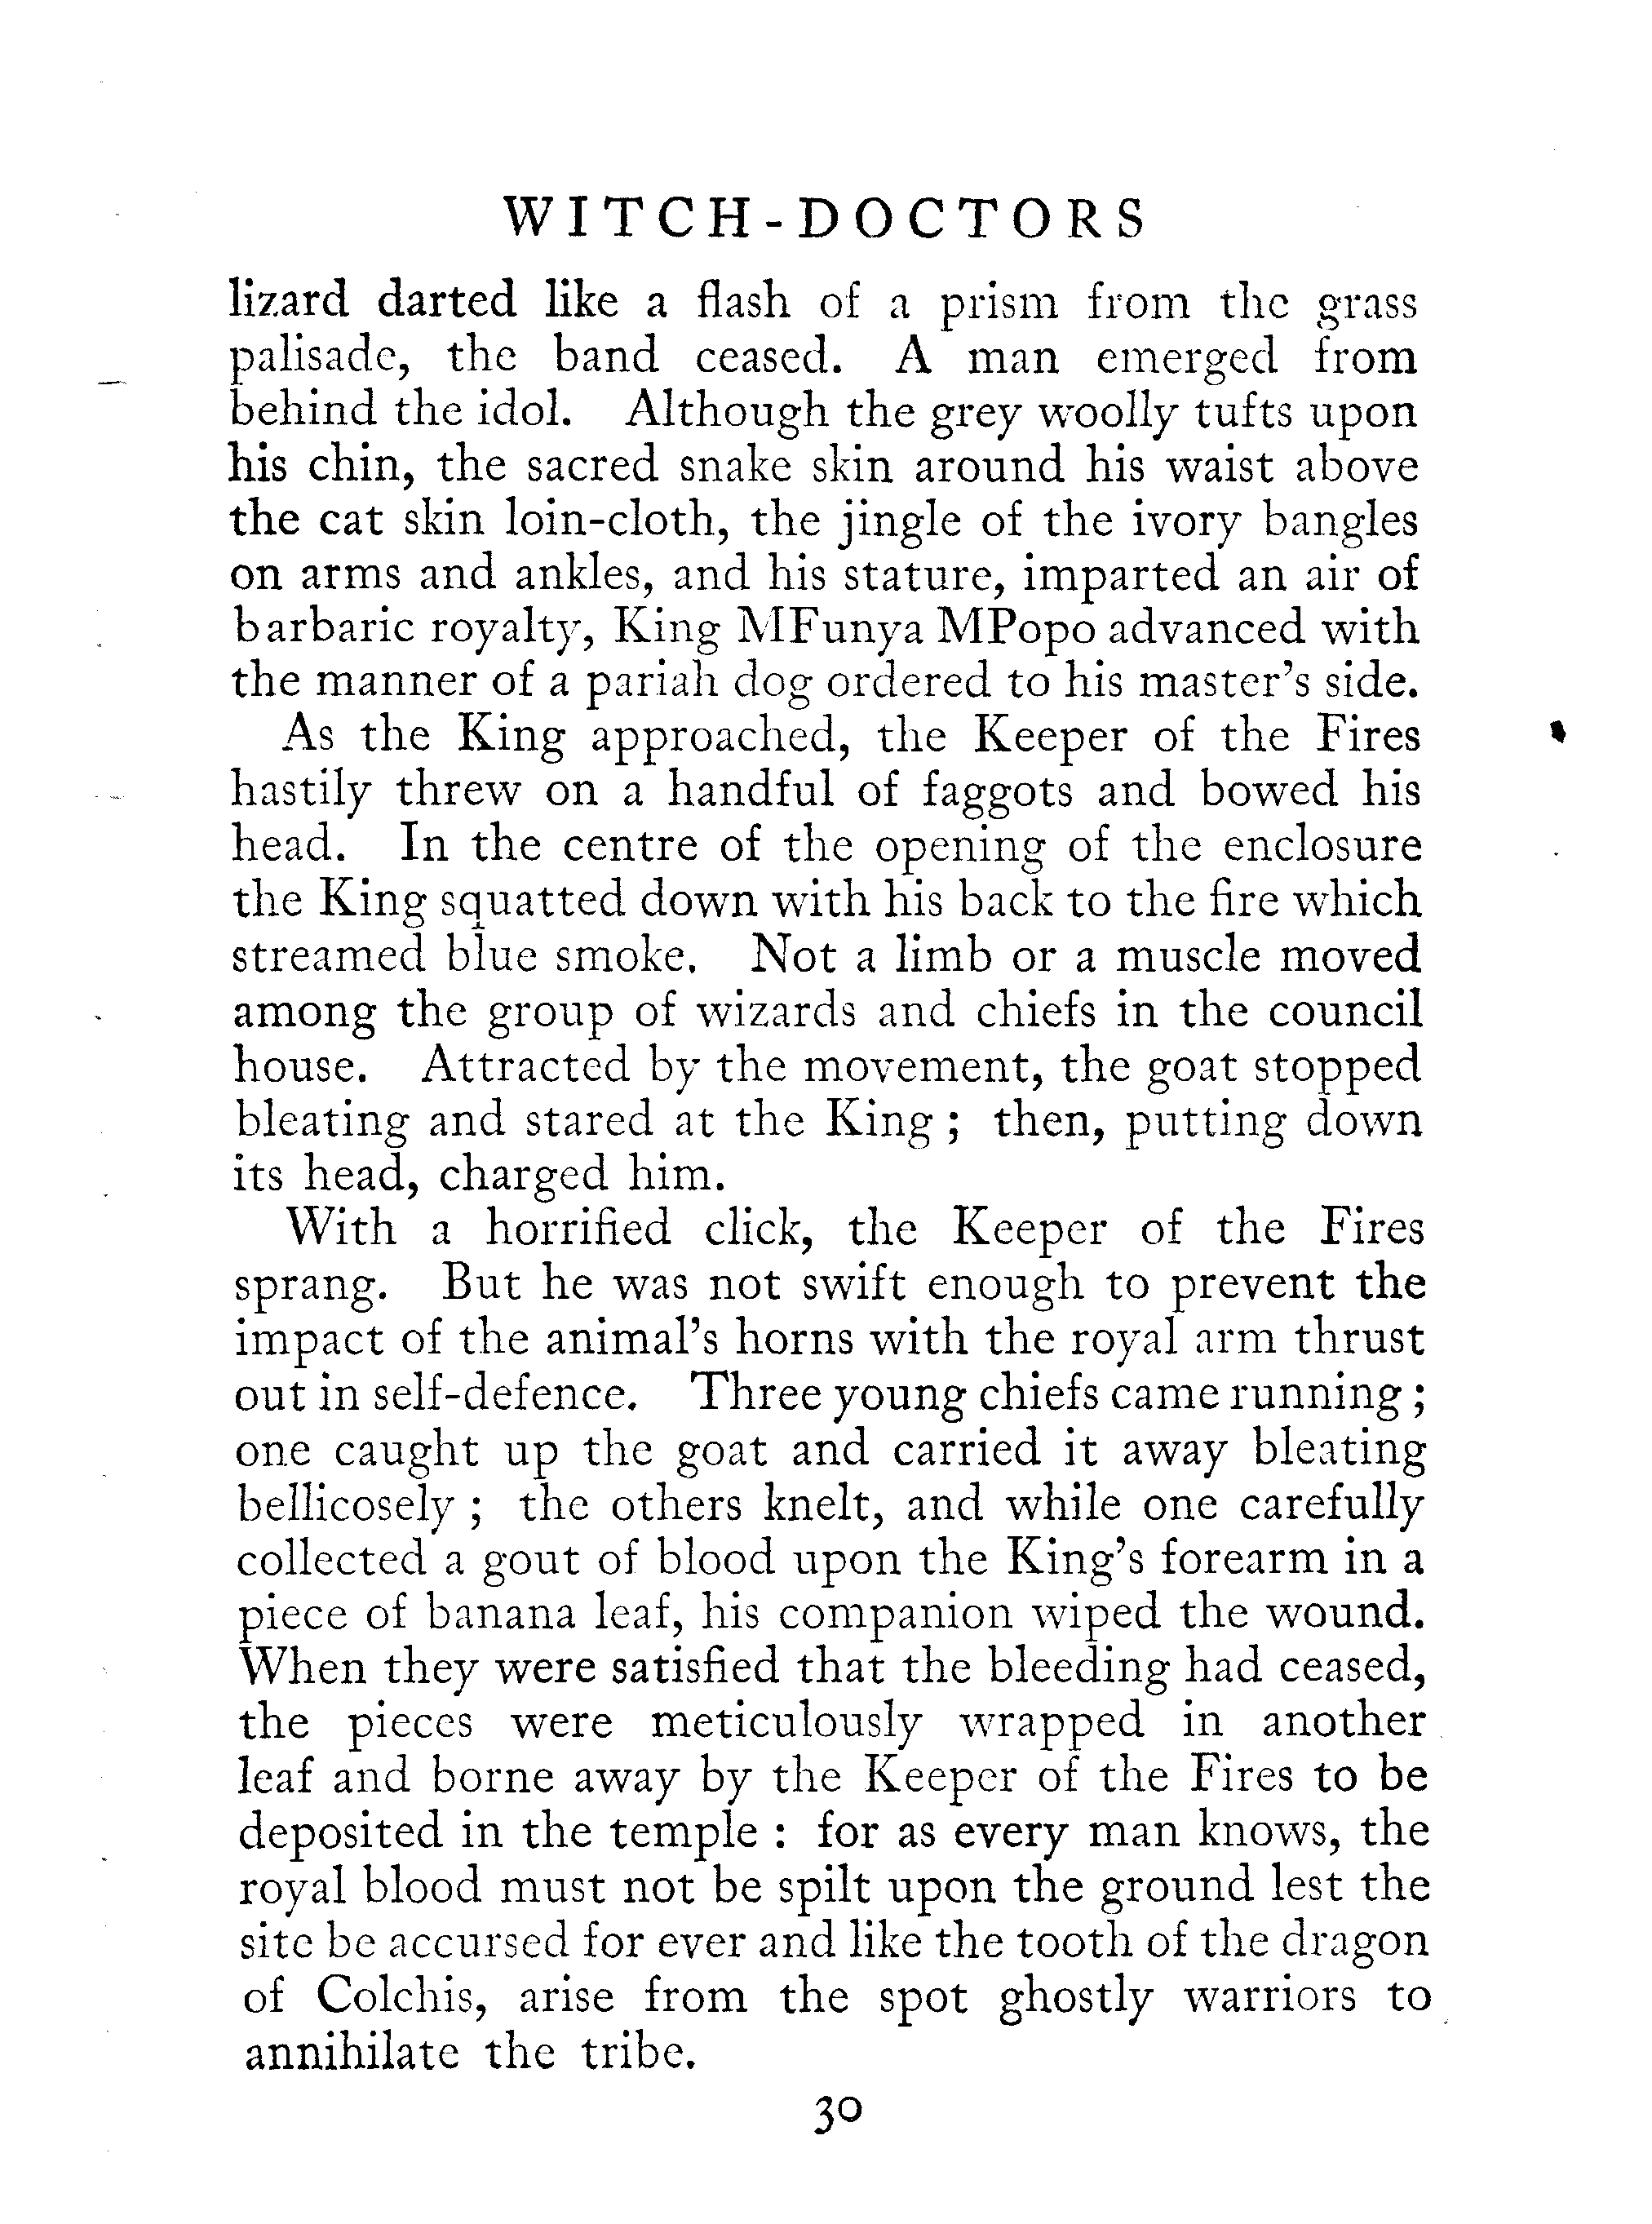 WITCH-DOCTORS
lizard darted like a flash of a prism from the grass
palisade, the band ceased. A man emerged from
behind the idol. Although the grey woolly tufts upon
his chin, the sacred snake skin around his waist above
the cat skin loin-cloth, the jingle of the ivory bangles
on arms and ankles, and his stature, imparted an air of
barbaric royalty, King MFunya MPopo advanced with
the manner of a pariah dog ordered to his master's side.
As the King approached, the Keeper of the Fires
hastily threw on a handful of faggots and bowed his
head. In the centre of the opening of the enclosure
the King squatted down with his back to the fire which
streamed blue smoke. Not a limb or a muscle moved
among the group of wizards and chiefs in the council
house. Attracted by the movement, the goat stopped
bleating and stared at the King ; then, putting down
its head, charged him.
With a horrified click, the Keeper of the Fires
sprang. But he was not swift enough to prevent the
impact of the animal's horns with the royal arm thrust
out in self-defence. Three young chiefs came running ;
one caught up the goat and carried it away bleating
bellicosely ; the others knelt, and while one carefully
collected a gout of blood upon the King's forearm in a
piece of banana leaf, his companion wiped the wound.
When they were satisfied that the bleeding had ceased,
the pieces were meticulously wrapped in another
leaf and borne away by the Keeper of the Fires to be
deposited in the temple : for as every man knows, the
royal blood must not be spilt upon the ground lest the
site be accursed for ever and like the tooth of the dragon
of Colchis, arise from the spot ghostly warriors to
annihilate the tribe.
30